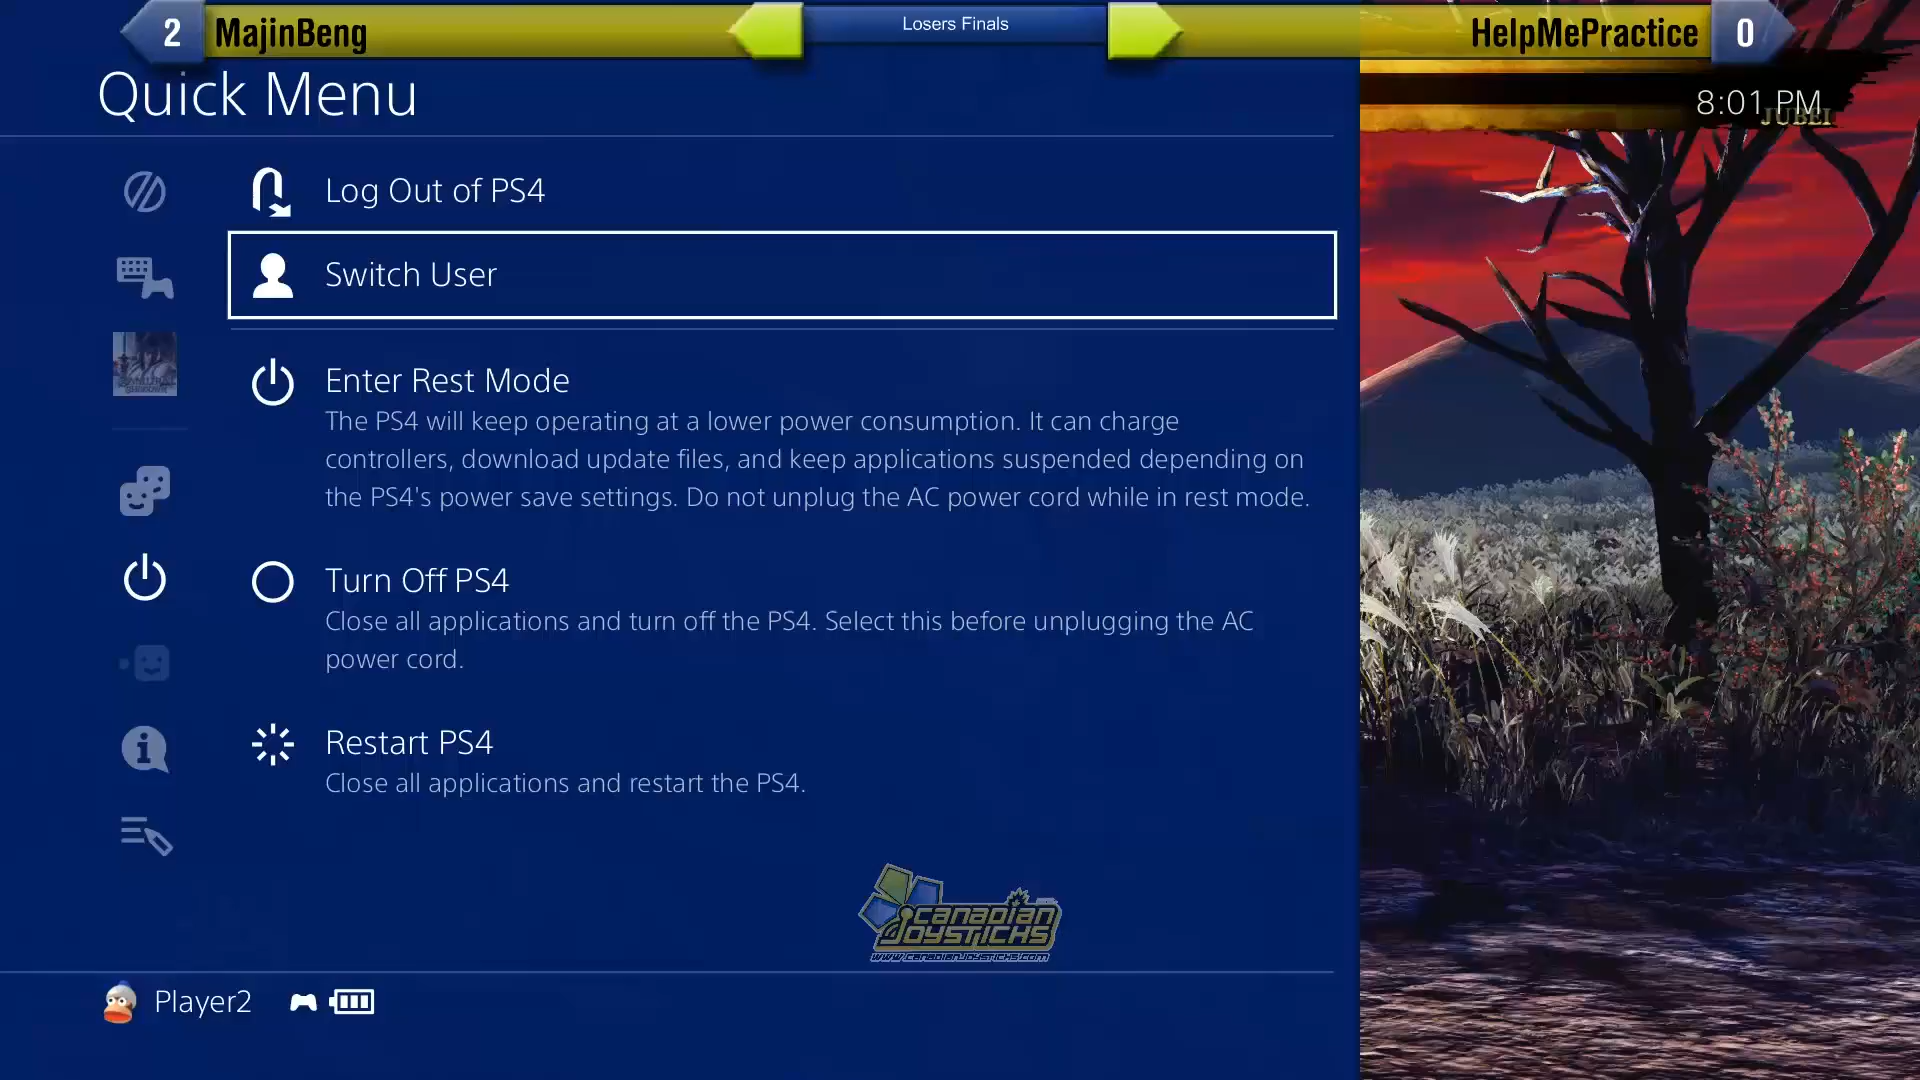 2 MajinBeng
Losers Finals
HelpMePractice 0
Quick Menu
8:01 PM
JUBEI
Log Out of PS4
Switch User
Enter Rest Mode
The PS4 will keep operating at a lower power consumption. It can charge
controllers, download update files, and keep applications suspended depending on
the PS4's power save settings. Do not unplug the AC power cord while in rest mode.
Turn Off PS4
Close all applications and turn off the PS4. Select this before unplugging the AC
power cord.
Restart PS4
Close all applications and restart the PS4.
Canadian
Joysticks
www.canadianjoysticks.com
Player2